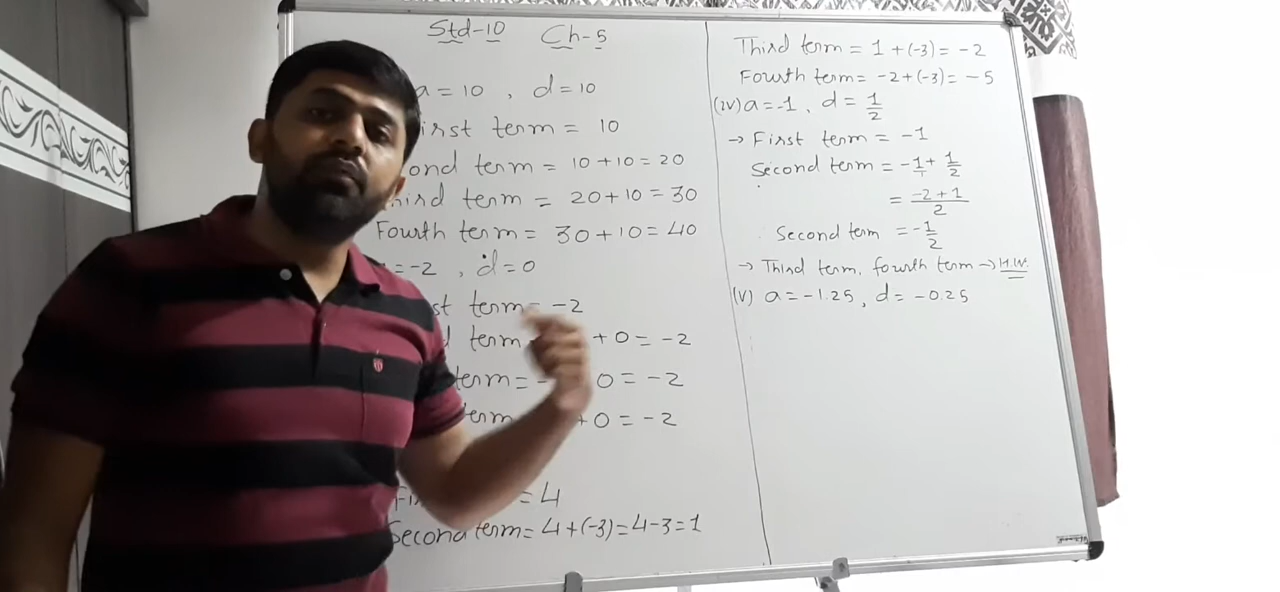 Std-10 Ch-5
a=10 , d=10
irst term = 10
ond term = 10+10=20
hird term = 20+10=30
Fourth term = 30+10=40
=-2 , d=0
st term = -2
term +0=-2
term = - 0 = -2
term +0=-2
= 4
Second term = 4+(-3)=4-3=1
Third term = 1+(-3)=-2
Fourth term = -2+(-3)=-5
(iv) a=-1, d=1/2
→ First term = -1
Second term = -1/1+1/2
= -2+1/2
Second term = -1/2
→ Third term, fourth term → H.W.
(V) a=-1.25, d=-0.25